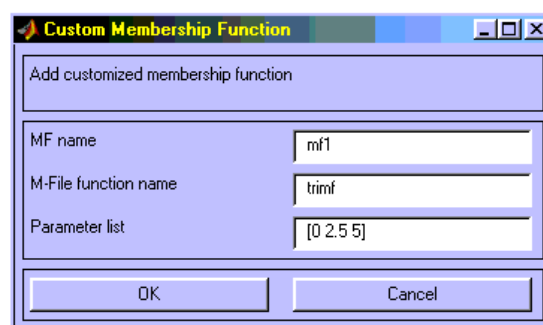 Custom Membership Function
Add customized membership function
MF name mf1
M-File function name trimf
Parameter list [0 2.5 5]
OK Cancel